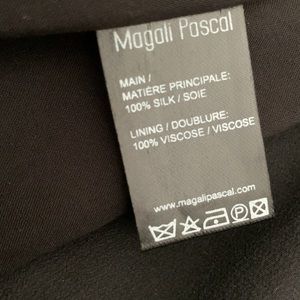 Magali Pascal
MAIN /
MATIÈRE PRINCIPALE:
100% SILK / SOIE
LINING / DOUBLURE:
100% VISCOSE / VISCOSE
www.magalipascal.com
P